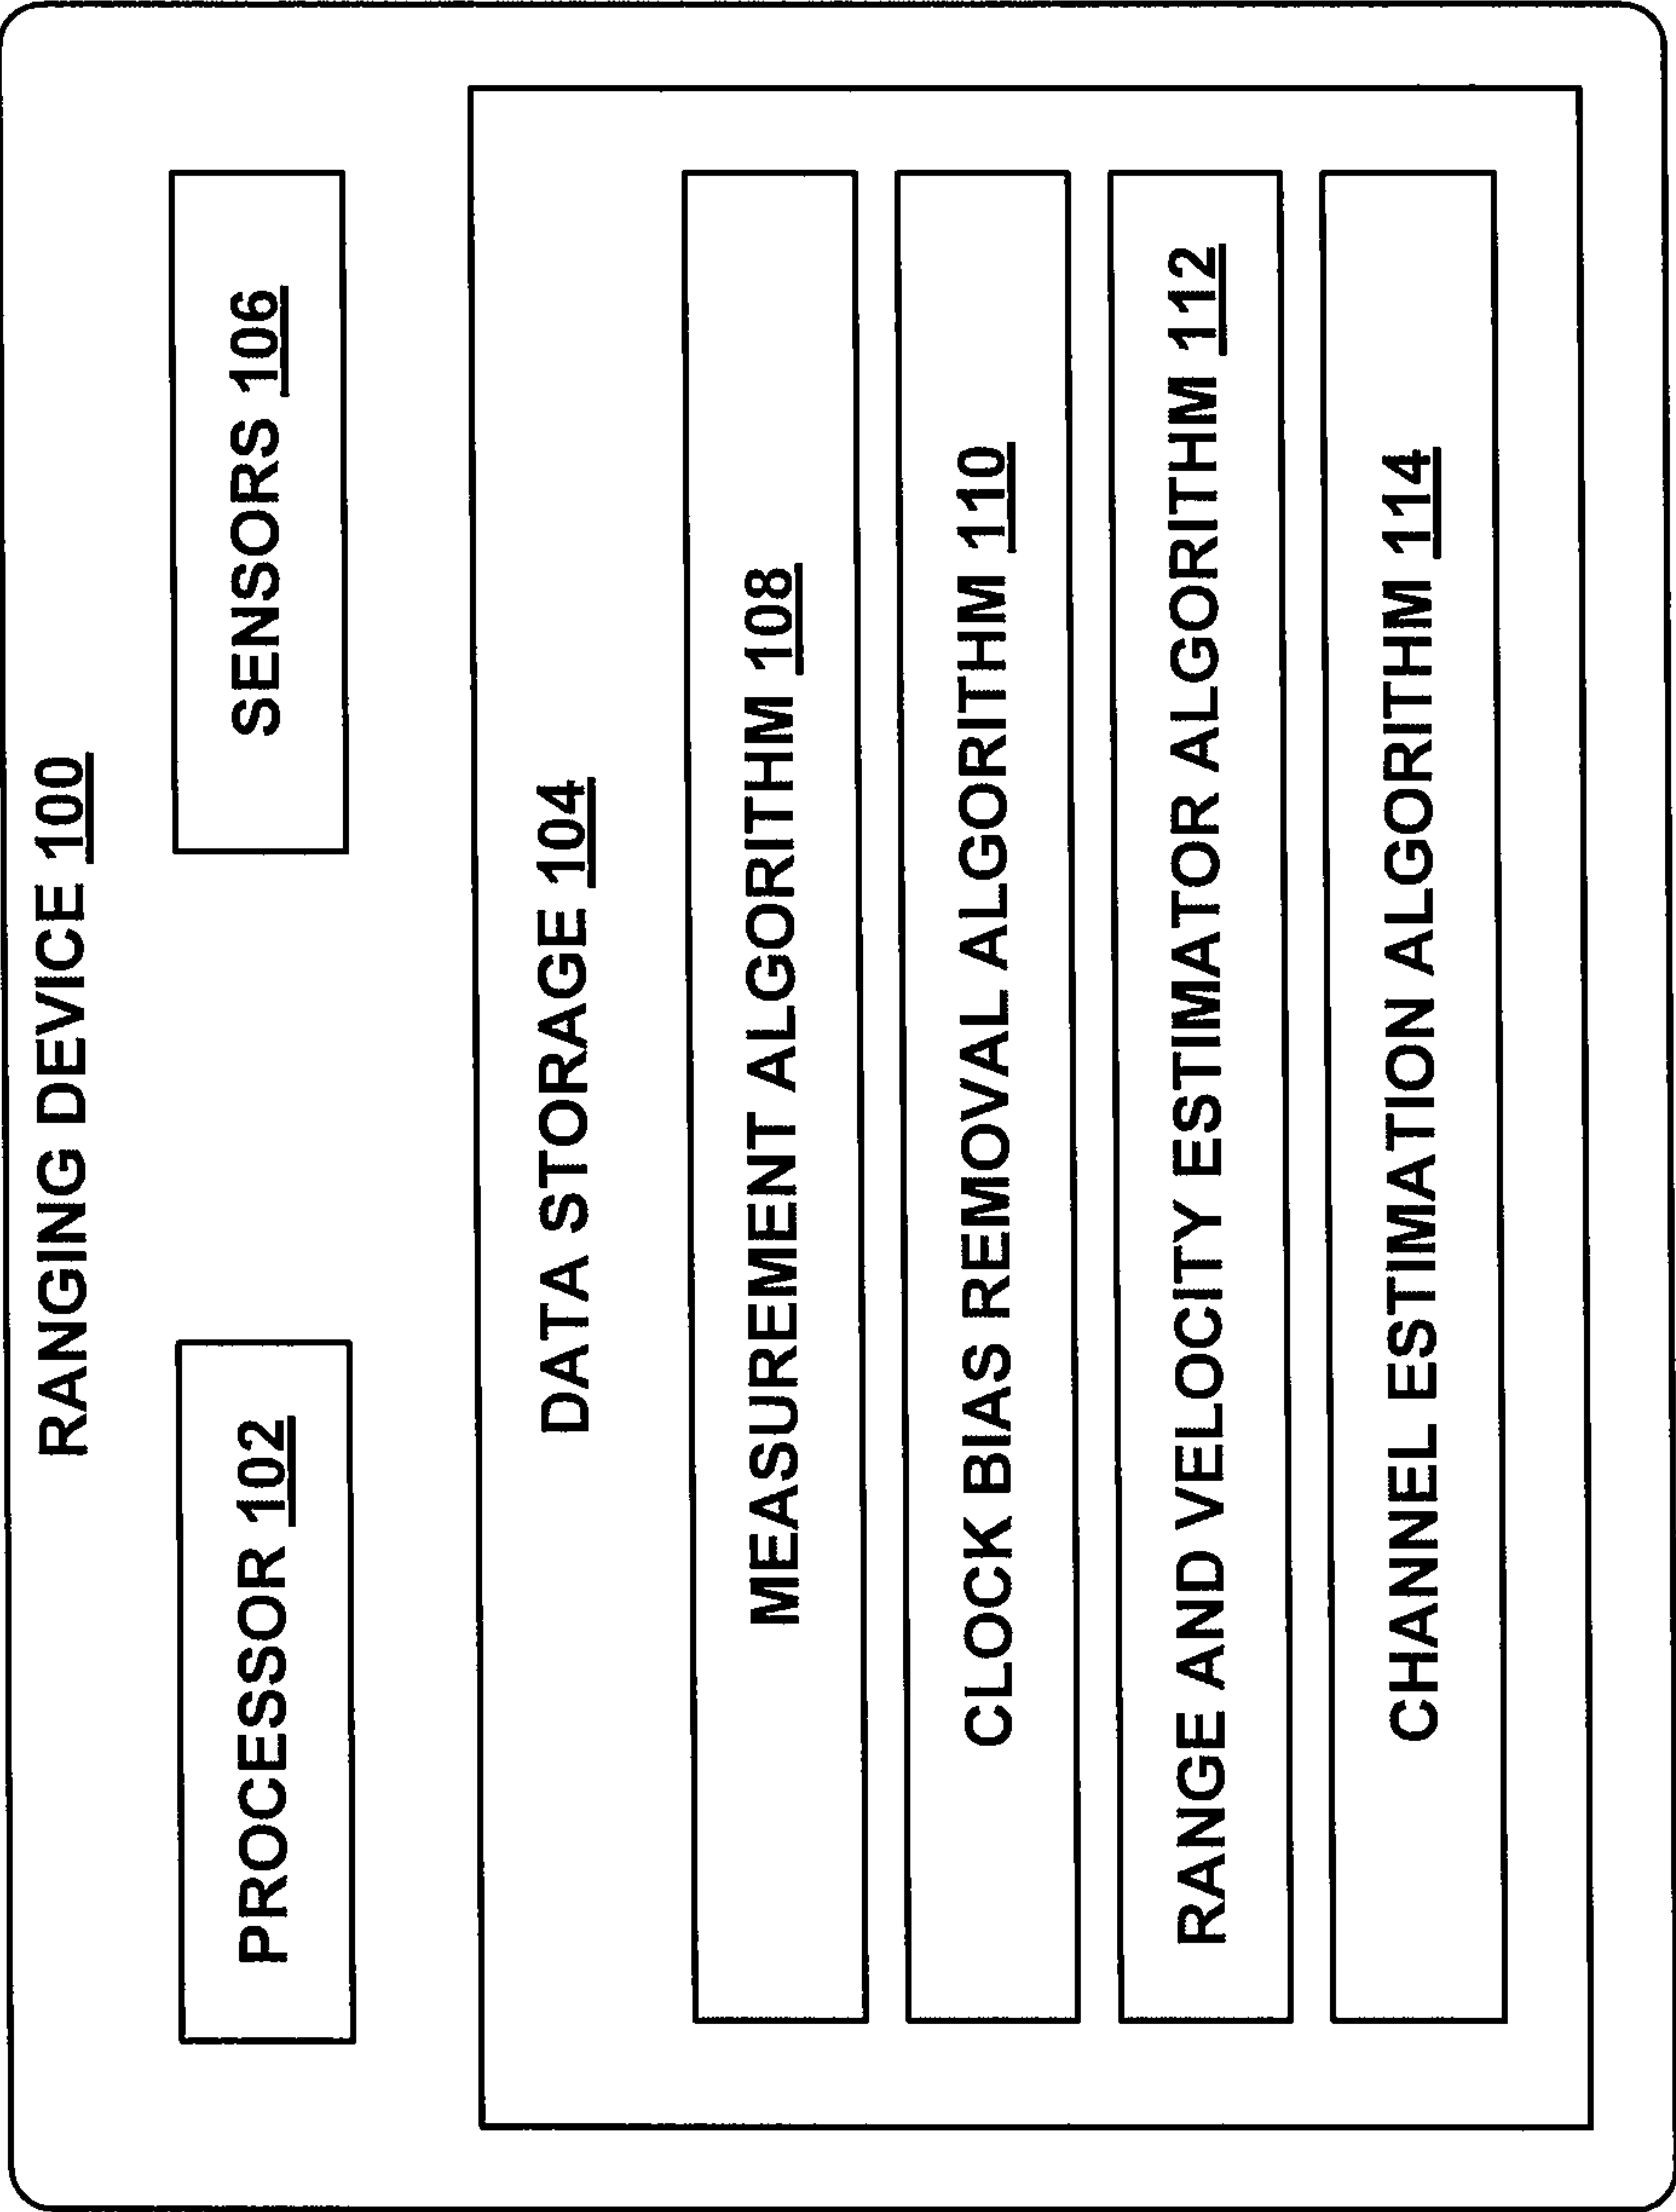 RANGING DEVICE 100
PROCESSOR 102
SENSORS 106
DATA STORAGE 104
MEASUREMENT ALGORITHM 108
CLOCK BIAS REMOVAL ALGORITHM 110
RANGE AND VELOCITY ESTIMATOR ALGORITHM 112
CHANNEL ESTIMATION ALGORITHM 114